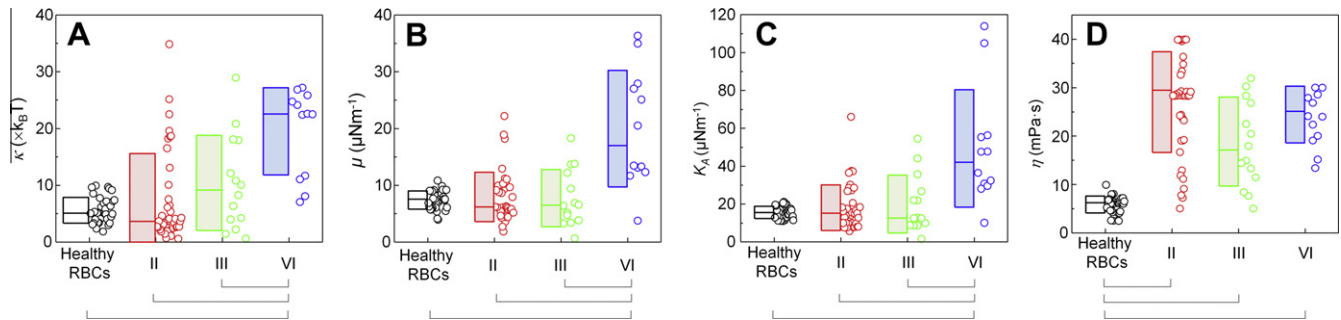 A
κ (×kBT)
40
30
20
10
0
Healthy
RBCs
II
III
VI
B
μ (μNm⁻¹)
40
30
20
10
0
Healthy
RBCs
II
III
VI
C
KA (μNm⁻¹)
120
100
80
60
40
20
0
Healthy
RBCs
II
III
VI
D
η (mPa·s)
40
30
20
10
0
Healthy
RBCs
II
III
VI